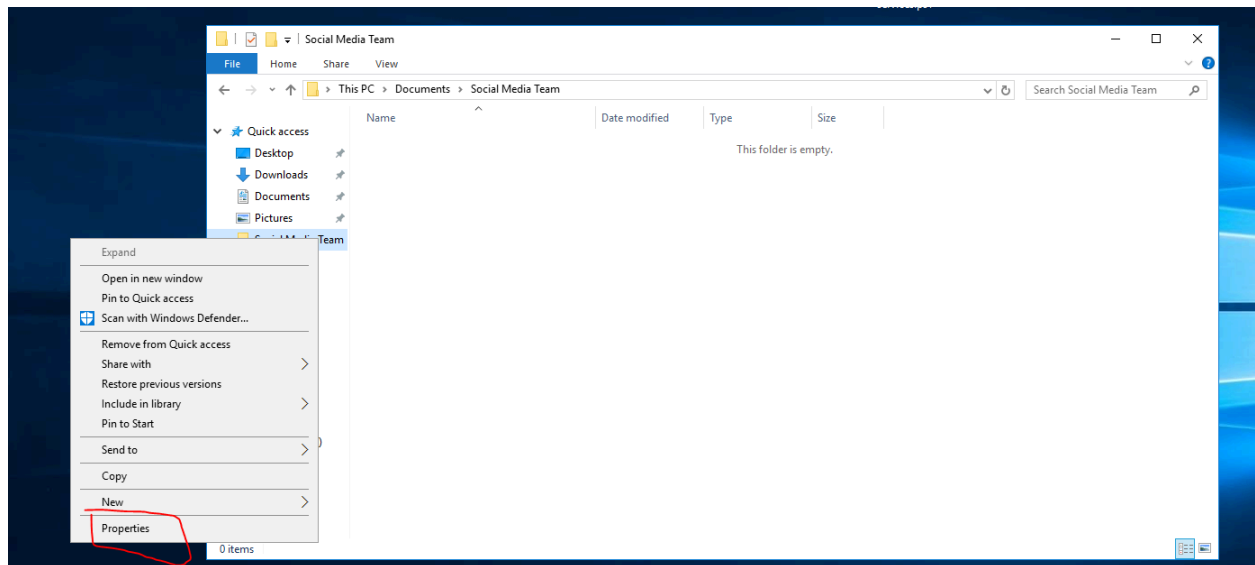 Social Media Team
File Home Share View
This PC > Documents > Social Media Team
Search Social Media Team
Name Date modified Type Size
Quick access
This folder is empty.
Desktop
Downloads
Documents
Pictures
Team
Expand
Open in new window
Pin to Quick access
Scan with Windows Defender...
Remove from Quick access
Share with
Restore previous versions
Include in library
Pin to Start
Send to
Copy
New
Properties
0 items